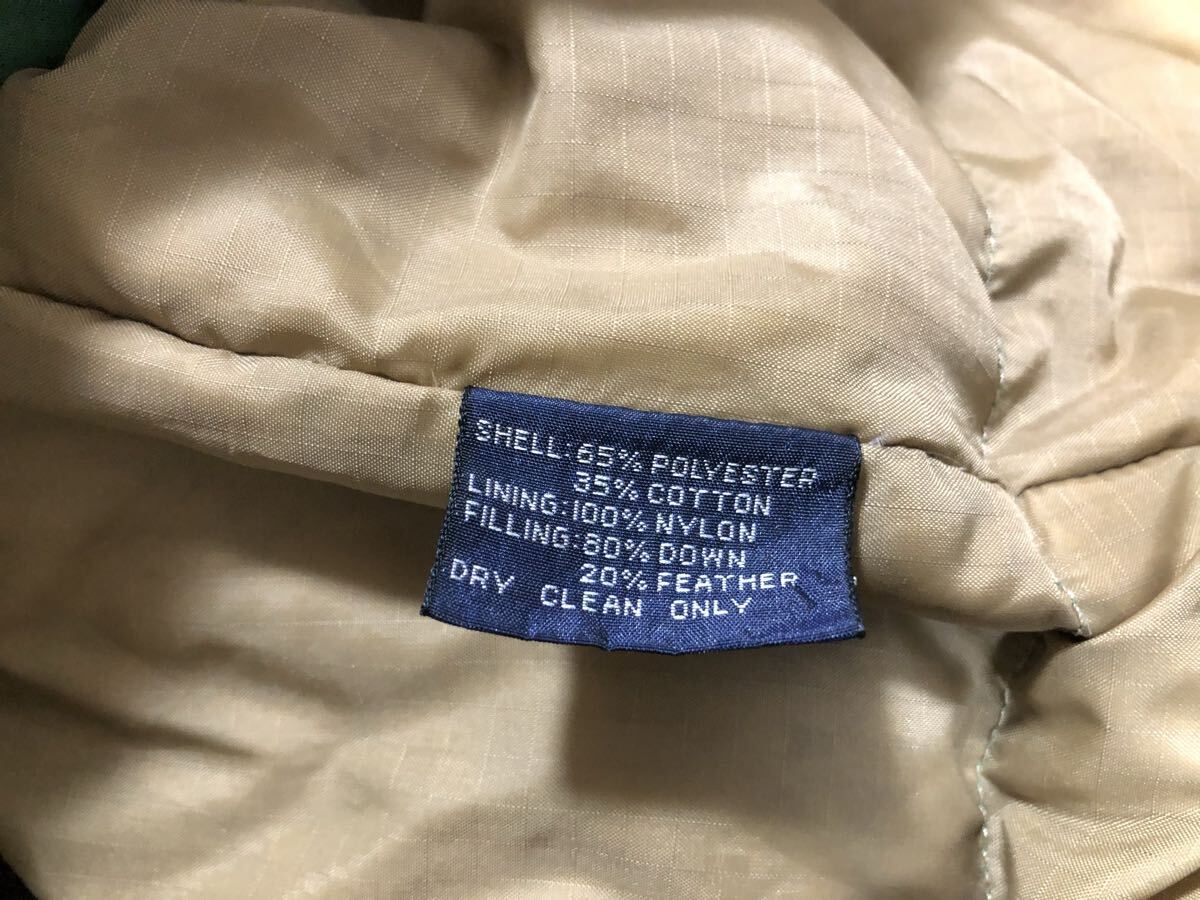 SHELL: 65% POLYESTER
35% COTTON
LINING: 100% NYLON
FILLING: 80% DOWN
20% FEATHER
DRY CLEAN ONLY